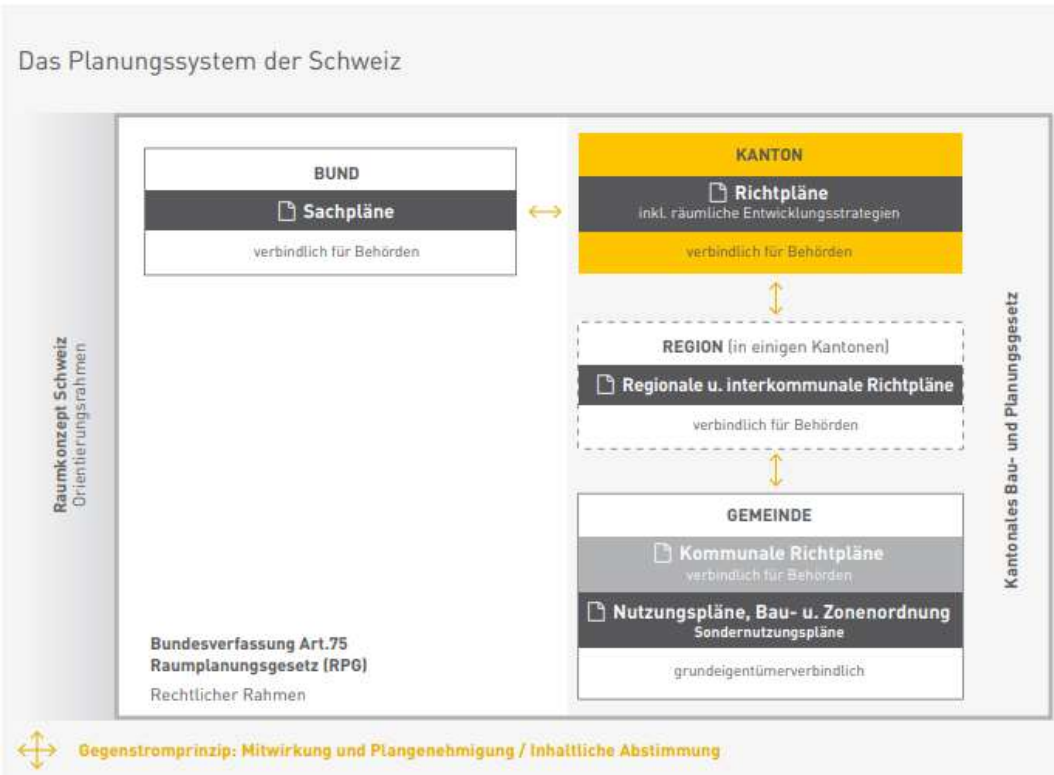 Das Planungssystem der Schweiz
Raumkonzept Schweiz
Orientierungsrahmen
BUND
Sachpläne
verbindlich für Behörden
KANTON
Richtpläne
inkl. räumliche Entwicklungsstrategien
verbindlich für Behörden
REGION (in einigen Kantonen)
Regionale u. interkommunale Richtpläne
verbindlich für Behörden
GEMEINDE
Kommunale Richtpläne
verbindlich für Behörden
Nutzungspläne, Bau- u. Zonenordnung
Sondernutzungspläne
grundeigentümerverbindlich
Bundesverfassung Art.75
Raumplanungsgesetz (RPG)
Rechtlicher Rahmen
Kantonales Bau- und Planungsgesetz
Gegenstromprinzip: Mitwirkung und Plangenehmigung / Inhaltliche Abstimmung